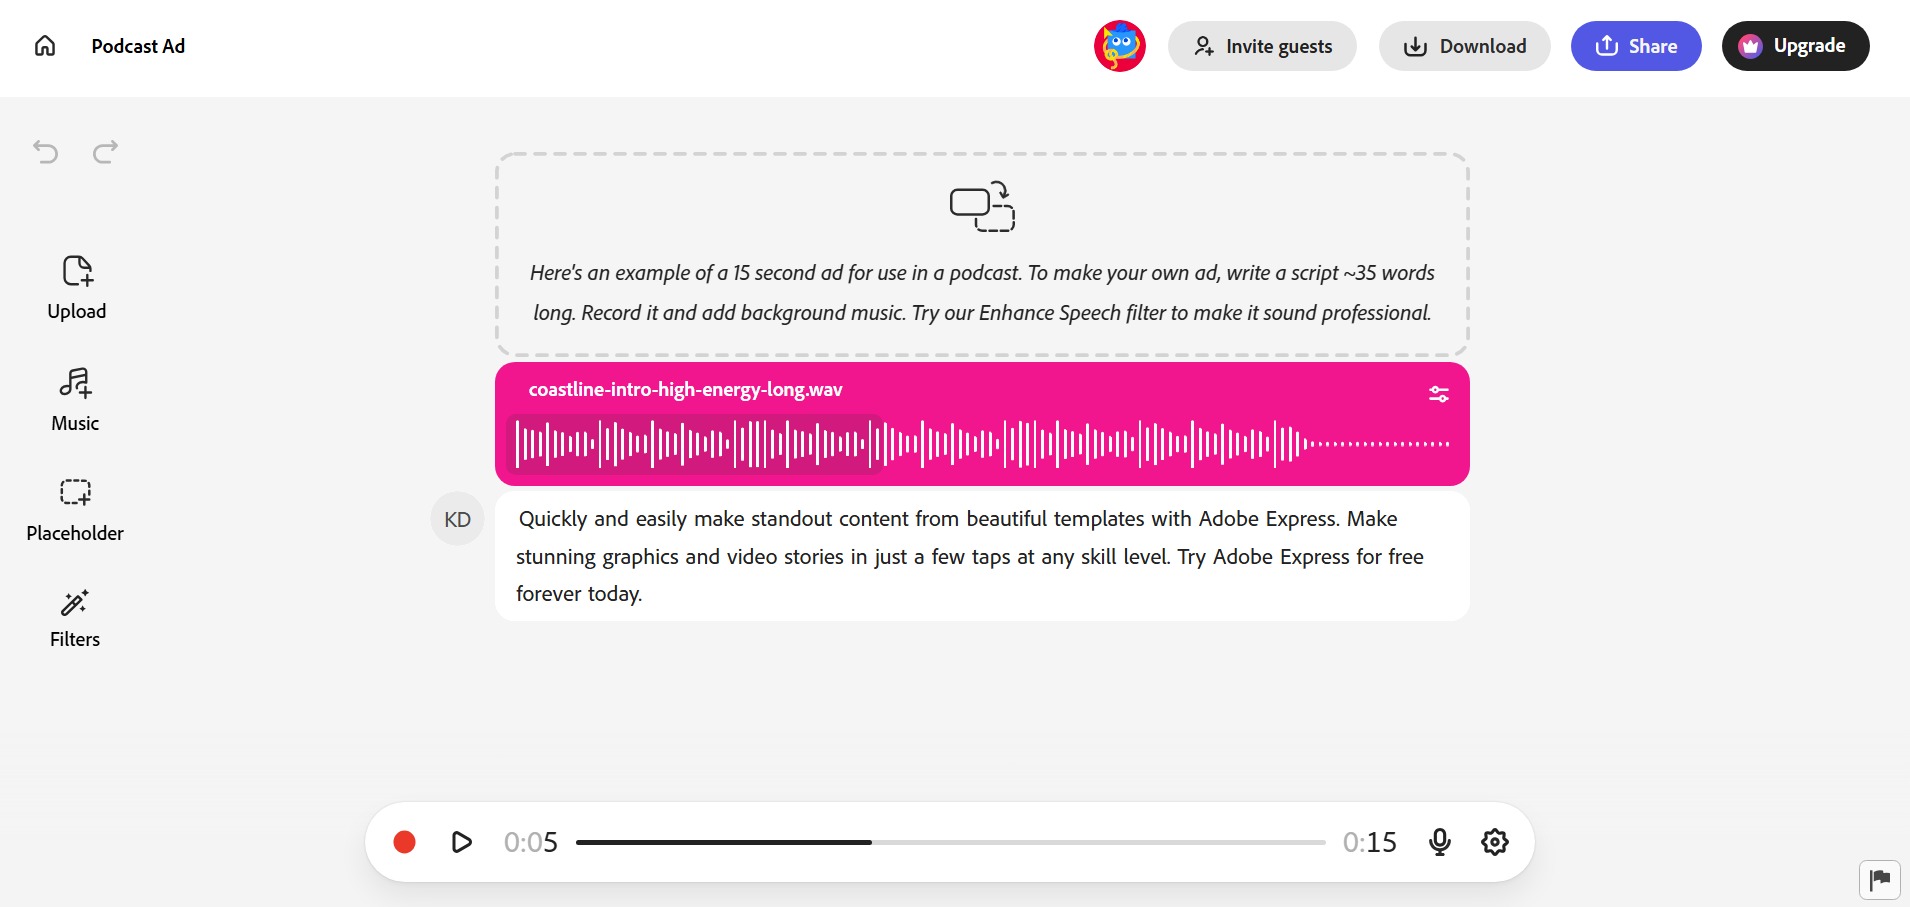 Podcast Ad
Invite guests
Download
Share
Upgrade
Upload
Music
Placeholder
Filters
Here's an example of a 15 second ad for use in a podcast. To make your own ad, write a script ~35 words
long. Record it and add background music. Try our Enhance Speech filter to make it sound professional.
coastline-intro-high-energy-long.wav
KD
Quickly and easily make standout content from beautiful templates with Adobe Express. Make
stunning graphics and video stories in just a few taps at any skill level. Try Adobe Express for free
forever today.
0:05
0:15